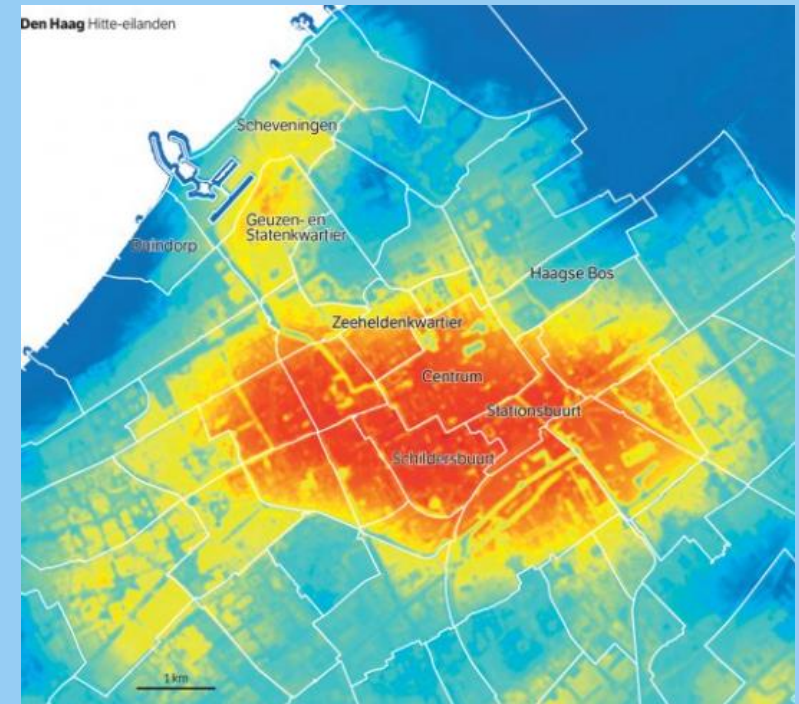 Den Haag Hitte-eilanden
Scheveningen
Geuzen- en
Statenkwartier
Duindorp
Haagse Bos
Zeeheldenkwartier
Centrum
Stationsbuurt
Schildersbuurt
1 km